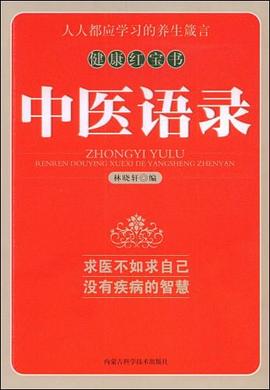 人人都应学习的养生箴言
健康红宝书
中医语录
ZHONGYI YULU
RENREN DOUYING XUEXI DE YANGSHENG ZHENYAN
林晓轩◎编
求医不如求自己
没有疾病的智慧
内蒙古科学技术出版社